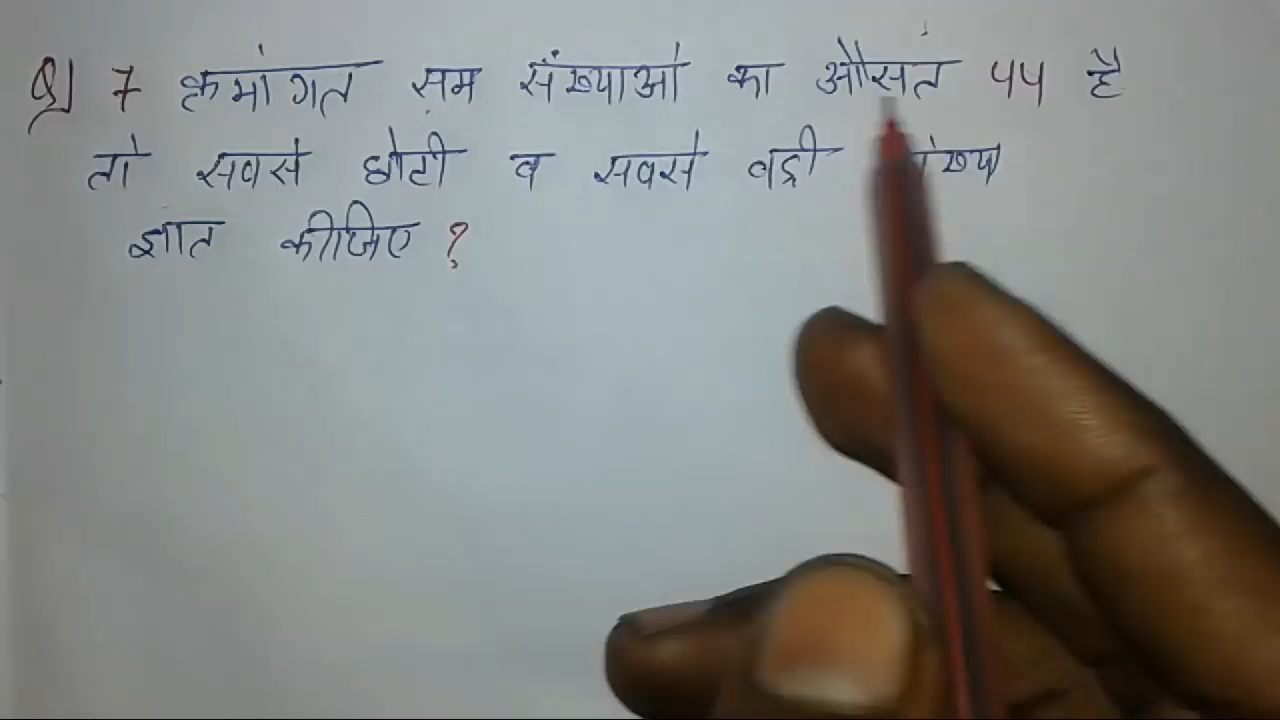 Q) 7 क्रमांगत सम संख्याओं का औसत 44 है
तो सबसे छोटी व सबसे बड़ी
ज्ञात कीजिए ?